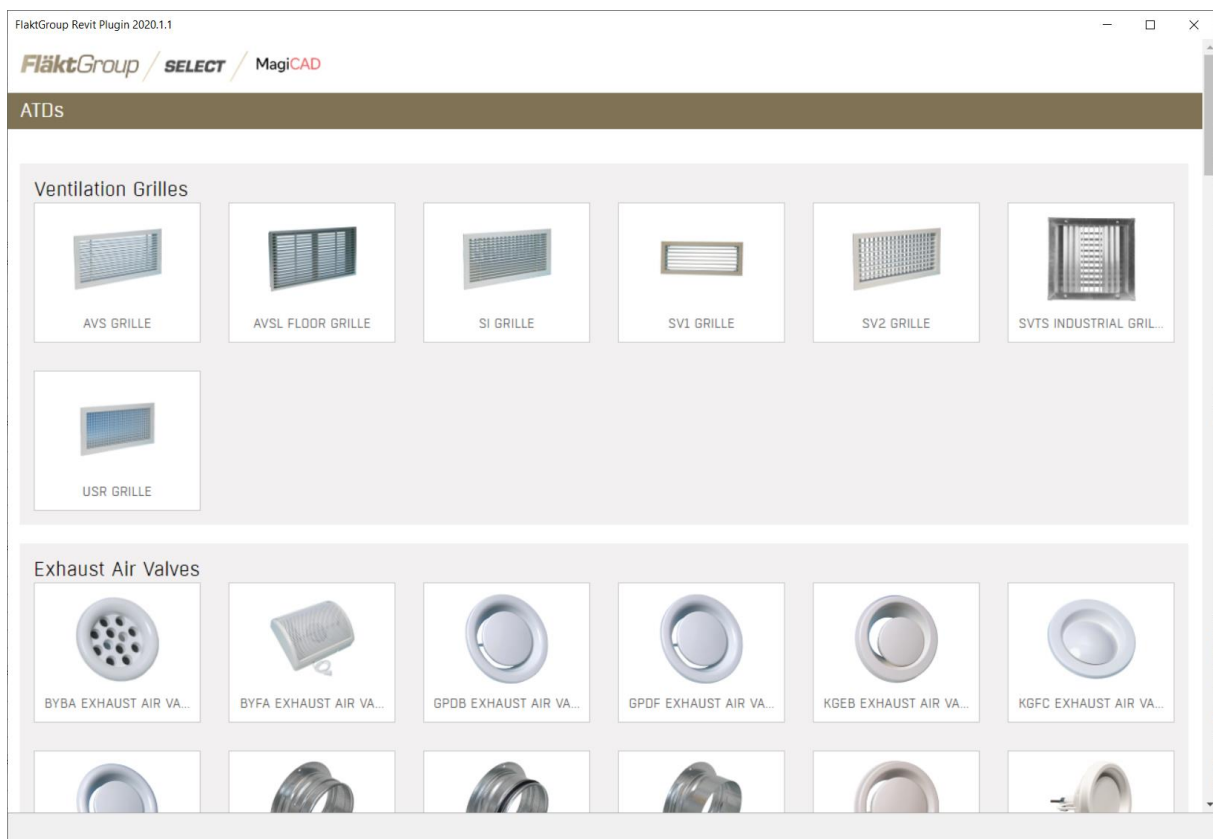 FlaktGroup Revit Plugin 2020.1.1
FläktGroup / SELECT / MagiCAD
ATDs
Ventilation Grilles
AVS GRILLE
AVSL FLOOR GRILLE
SI GRILLE
SV1 GRILLE
SV2 GRILLE
SVTS INDUSTRIAL GRIL...
USR GRILLE
Exhaust Air Valves
BYBA EXHAUST AIR VA...
BYFA EXHAUST AIR VA...
GPDB EXHAUST AIR VA...
GPDF EXHAUST AIR VA...
KGEB EXHAUST AIR VA...
KGFC EXHAUST AIR VA...